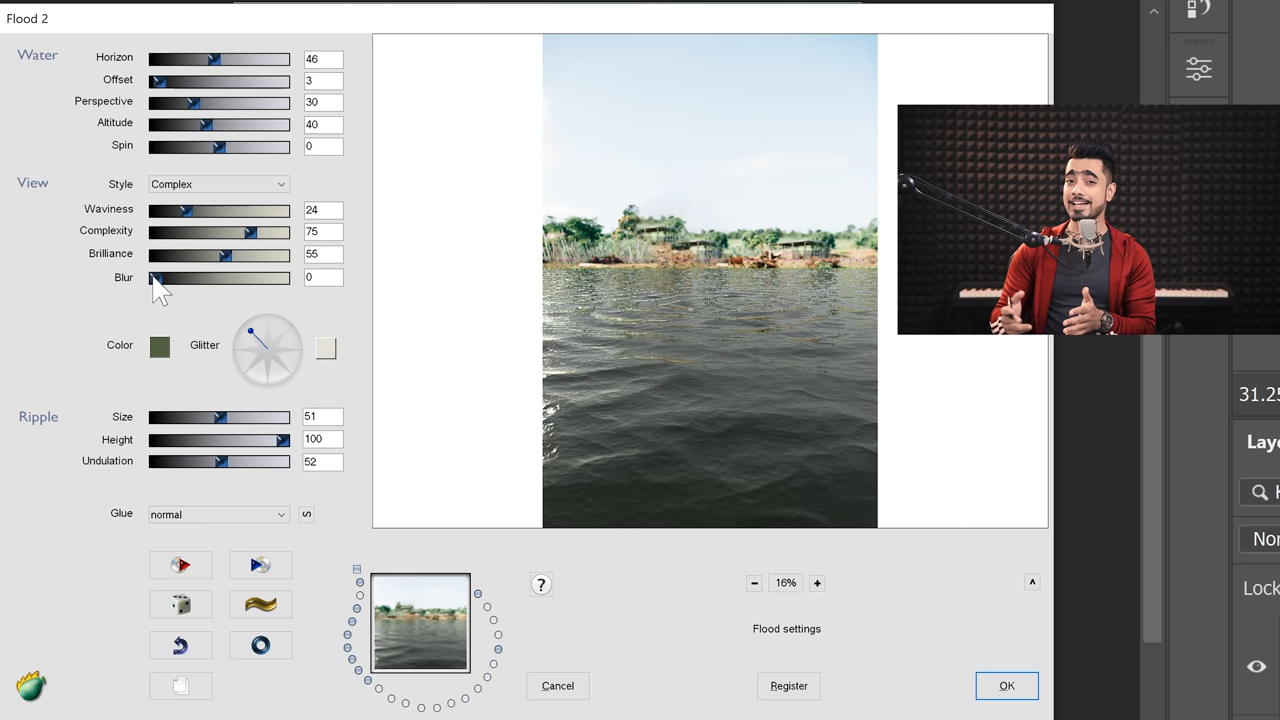 Flood 2
Water
Horizon 46
Offset 3
Perspective 30
Altitude 40
Spin 0
View
Style Complex
Waviness 24
Complexity 75
Brilliance 55
Blur 0
Color Glitter
Ripple
Size 51
Height 100
Undulation 52
Glue normal
16%
Flood settings
?
Cancel
Register
OK
31.25
Laye
K
Nor
Lock